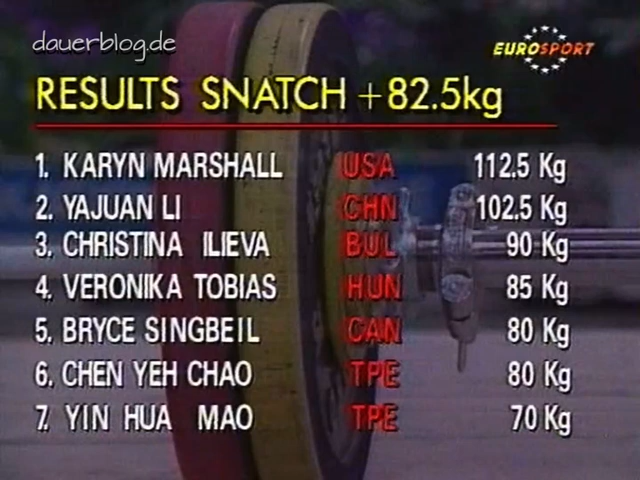 dauerblog.de
EUROSPORT
RESULTS SNATCH +82.5kg
1. KARYN MARSHALL USA 112.5 Kg
2. YAJUAN LI CHN 102.5 Kg
3. CHRISTINA ILIEVA BUL 90 Kg
4. VERONIKA TOBIAS HUN 85 Kg
5. BRYCE SINGBEIL CAN 80 Kg
6. CHEN YEH CHAO TPE 80 Kg
7. YIN HUA MAO TPE 70 Kg